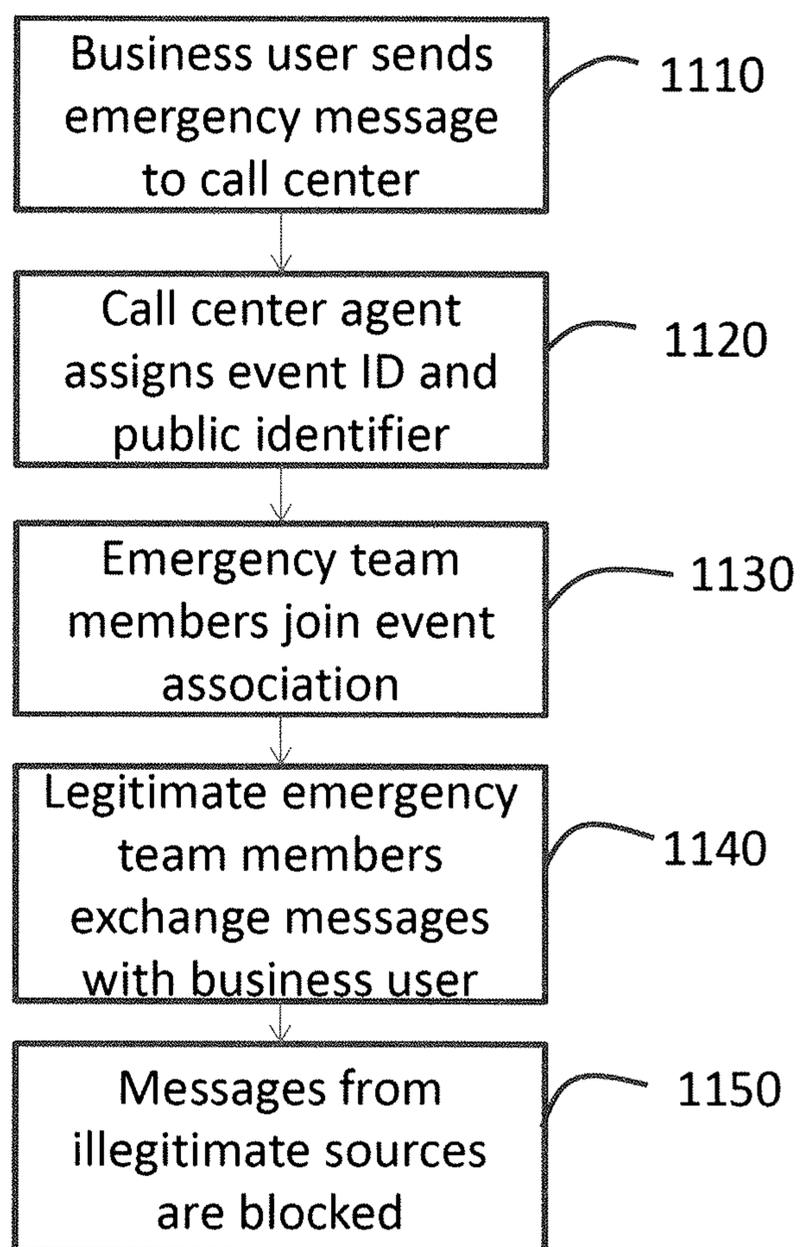 Business user sends
emergency message
to call center
1110
Call center agent
assigns event ID and
public identifier
1120
Emergency team
members join event
association
1130
Legitimate emergency
team members
exchange messages
with business user
1140
Messages from
illegitimate sources
are blocked
1150